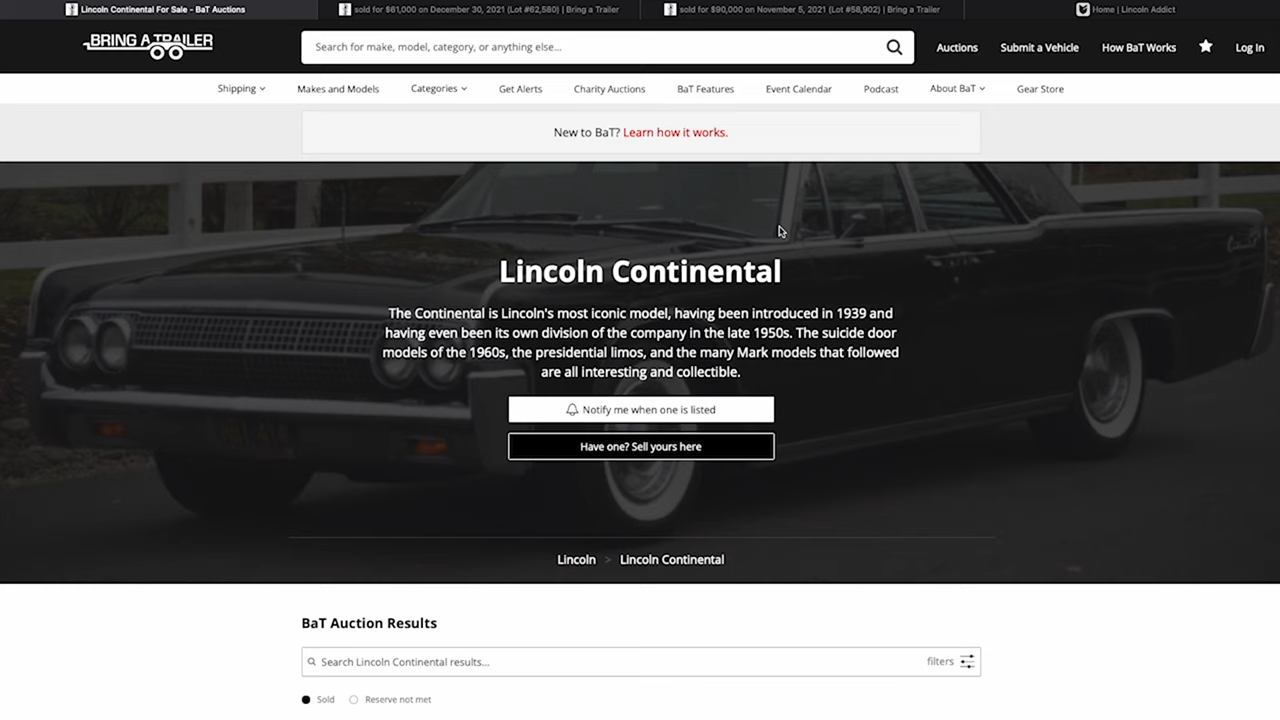 Lincoln Continental For Sale - BaT Auctions
sold for $61,000 on December 30, 2021 (Lot #62,580) | Bring a Trailer
sold for $90,000 on November 5, 2021 (Lot #58,902) | Bring a Trailer
Home | Lincoln Addict
BRING A TRAILER
Search for make, model, category, or anything else...
Auctions
Submit a Vehicle
How BaT Works
Log In
Shipping
Makes and Models
Categories
Get Alerts
Charity Auctions
BaT Features
Event Calendar
Podcast
About BaT
Gear Store
New to BaT? Learn how it works.
Lincoln Continental
The Continental is Lincoln's most iconic model, having been introduced in 1939 and
having even been its own division of the company in the late 1950s. The suicide door
models of the 1960s, the presidential limos, and the many Mark models that followed
are all interesting and collectible.
Notify me when one is listed
Have one? Sell yours here
Lincoln > Lincoln Continental
BaT Auction Results
Search Lincoln Continental results...
filters
Sold
Reserve not met